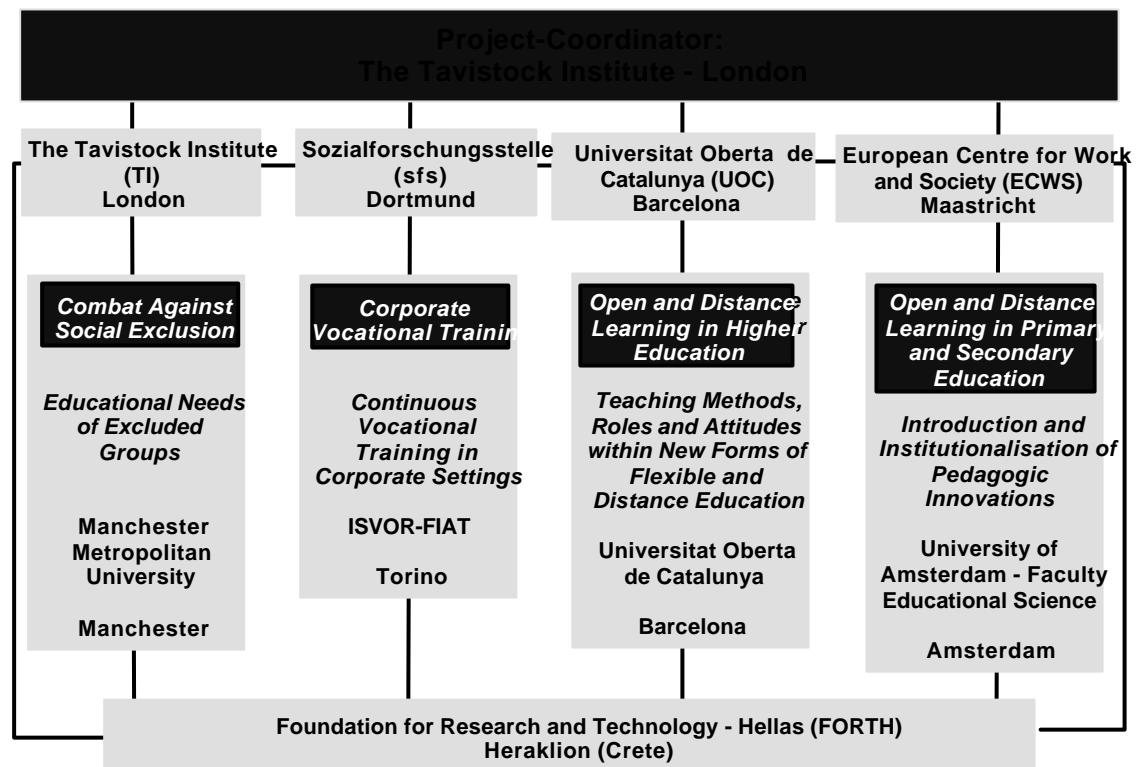 Project-Coordinator:
The Tavistock Institute - London
The Tavistock Institute
(TI)
London
Sozialforschungsstelle
(sfs)
Dortmund
Universitat Oberta de
Catalunya (UOC)
Barcelona
European Centre for Work
and Society (ECWS)
Maastricht
Combat Against
Social Exclusion
Educational Needs
of Excluded
Groups
Manchester
Metropolitan
University
Manchester
Corporate
Vocational Trainin
Continuous
Vocational
Training in
Corporate Settings
ISVOR-FIAT
Torino
Open and Distance
Learning in Higher
Education
Teaching Methods,
Roles and Attitudes
within New Forms of
Flexible and
Distance Education
Universitat Oberta
de Catalunya
Barcelona
Open and Distance
Learning in Primary
and Secondary
Education
Introduction and
Institutionalisation of
Pedagogic
Innovations
University of
Amsterdam - Faculty
Educational Science
Amsterdam
Foundation for Research and Technology - Hellas (FORTH)
Heraklion (Crete)